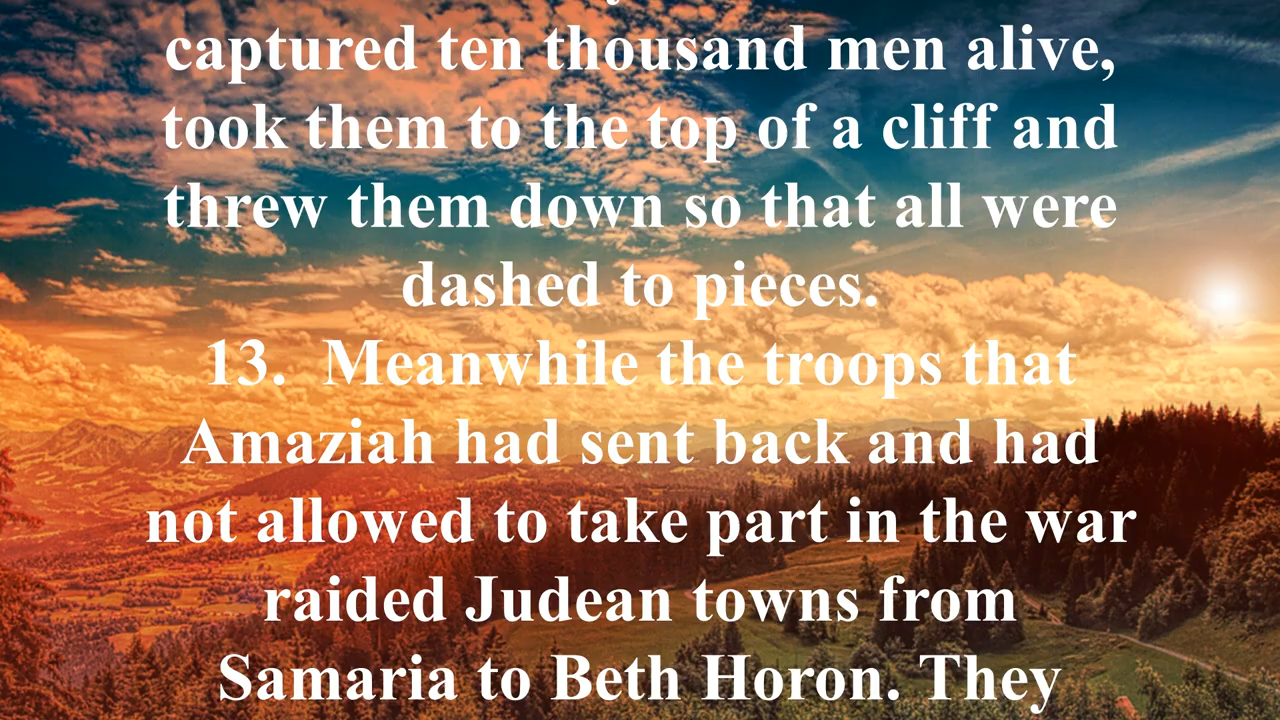 captured ten thousand men alive,
took them to the top of a cliff and
threw them down so that all were
dashed to pieces.
13. Meanwhile the troops that
Amaziah had sent back and had
not allowed to take part in the war
raided Judean towns from
Samaria to Beth Horon. They